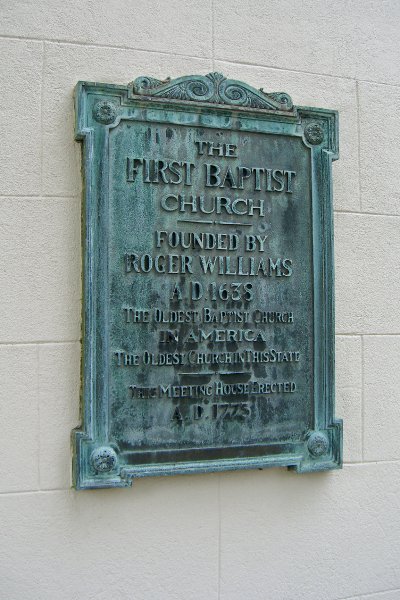 THE
FIRST BAPTIST
CHURCH
FOUNDED BY
ROGER WILLIAMS
A.D. 1638
THE OLDEST BAPTIST CHURCH
IN AMERICA
THE OLDEST CHURCH IN THIS STATE
THIS MEETING HOUSE ERECTED
A.D. 1775